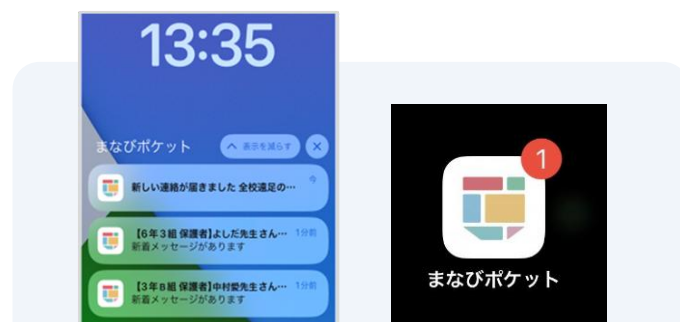 13:35
まなびポケット
表示を減らす
新しい連絡が届きました 全校遠足の…
今
【6年3組 保護者】よしだ先生さん…
1分前
新着メッセージがあります
【3年B組 保護者】中村愛先生さん…
1分前
新着メッセージがあります
1
まなびポケット